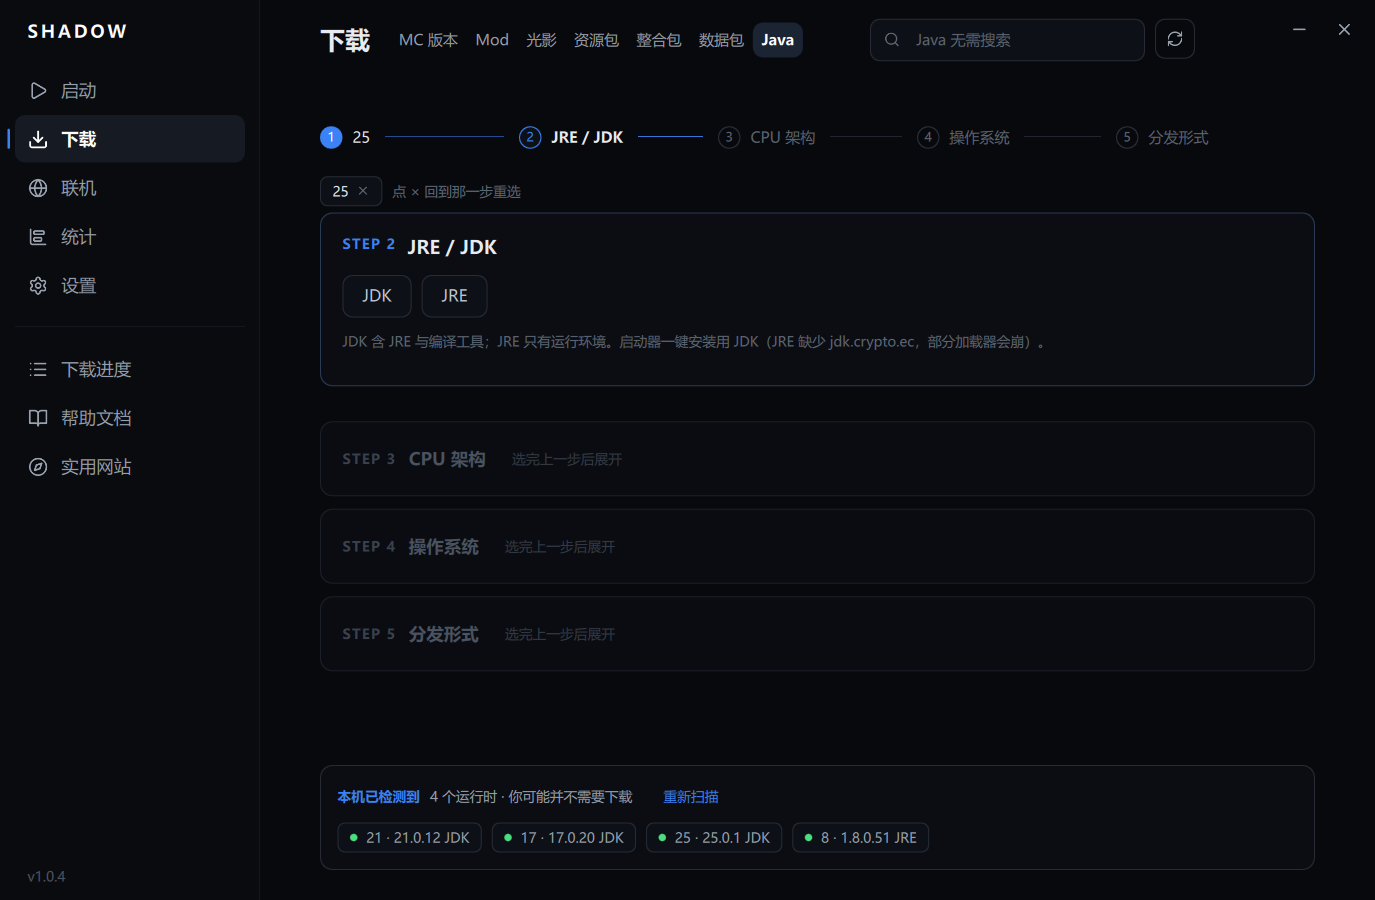 SHADOW
启动
下载
联机
统计
设置
下载进度
帮助文档
实用网站
v1.0.4
下载 MC 版本 Mod 光影 资源包 整合包 数据包 Java Java 无需搜索
1 25 2 JRE / JDK 3 CPU 架构 4 操作系统 5 分发形式
25 × 点 × 回到那一步重选
STEP 2 JRE / JDK
JDK JRE
JDK 含 JRE 与编译工具；JRE 只有运行环境。启动器一键安装用 JDK（JRE 缺少 jdk.crypto.ec，部分加载器会崩）。
STEP 3 CPU 架构 选完上一步后展开
STEP 4 操作系统 选完上一步后展开
STEP 5 分发形式 选完上一步后展开
本机已检测到 4 个运行时 · 你可能并不需要下载 重新扫描
21 · 21.0.12 JDK 17 · 17.0.20 JDK 25 · 25.0.1 JDK 8 · 1.8.0.51 JRE